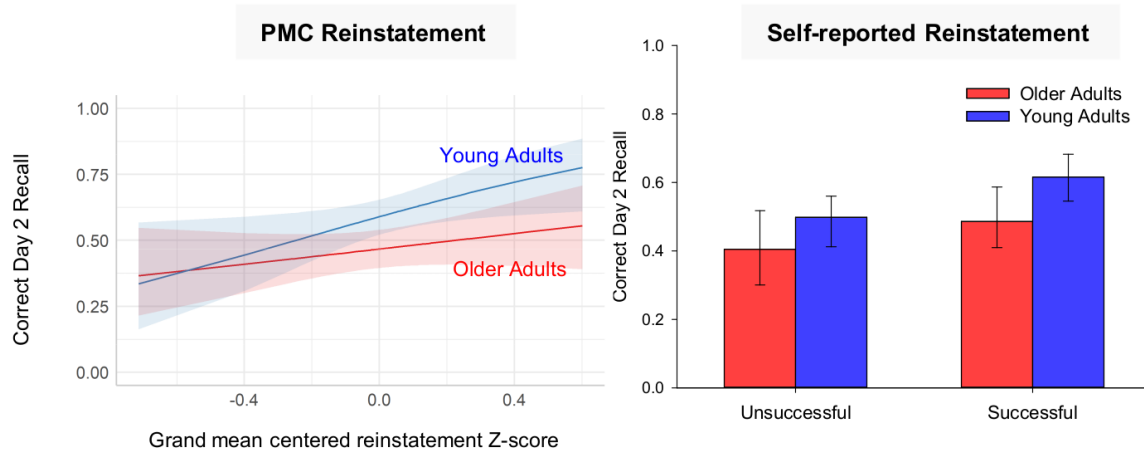 PMC Reinstatement
Correct Day 2 Recall
1.00
0.75
0.50
0.25
0.00
Young Adults
Older Adults
-0.4
0.0
0.4
Grand mean centered reinstatement Z-score
Self-reported Reinstatement
Correct Day 2 Recall
1.0
0.8
0.6
0.4
0.2
0.0
Older Adults
Young Adults
Unsuccessful
Successful